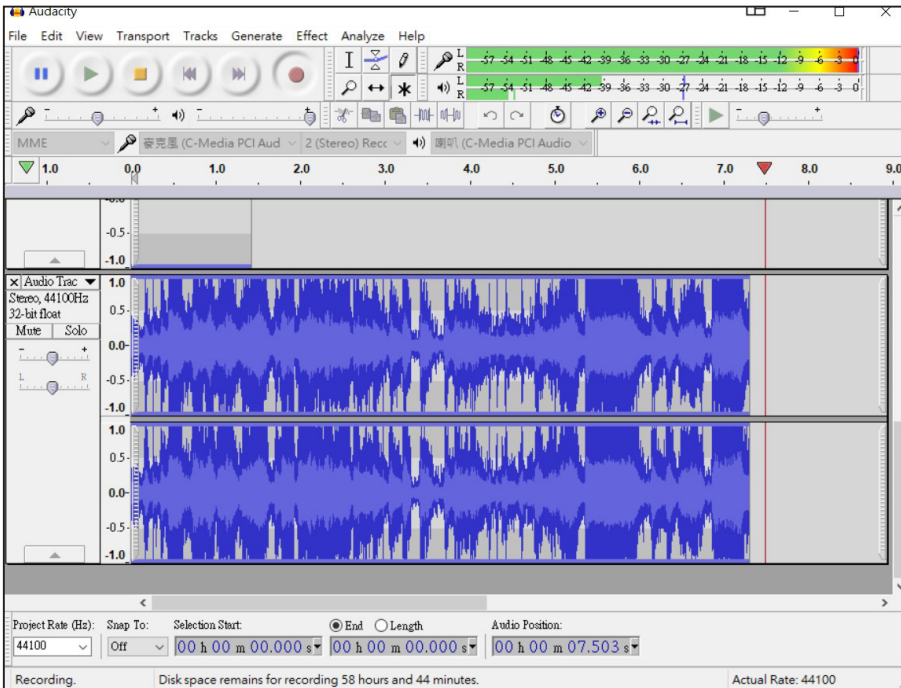 Audacity
File Edit View Transport Tracks Generate Effect Analyze Help
L
R
-57 -54 -51 -48 -45 -42 -39 -36 -33 -30 -27 -24 -21 -18 -15 -12 -9 -6 -3 0
L
R
-57 -54 -51 -48 -45 -42 -39 -36 -33 -30 -27 -24 -21 -18 -15 -12 -9 -6 -3 0
MME 麥克風 (C-Media PCI Aud 2 (Stereo) Recc 喇叭 (C-Media PCI Audio
1.0 0.0 1.0 2.0 3.0 4.0 5.0 6.0 7.0 8.0 9.0
-0.5
-1.0
Audio Trac 1.0
Stereo, 44100Hz
32-bit float
0.5
Mute Solo
0.0
- +
L R
-0.5
-1.0
1.0
0.5
0.0
-0.5
-1.0
Project Rate (Hz): Snap To: Selection Start: End Length Audio Position:
44100 Off 00 h 00 m 00.000 s 00 h 00 m 00.000 s 00 h 00 m 07.503 s
Recording. Disk space remains for recording 58 hours and 44 minutes. Actual Rate: 44100